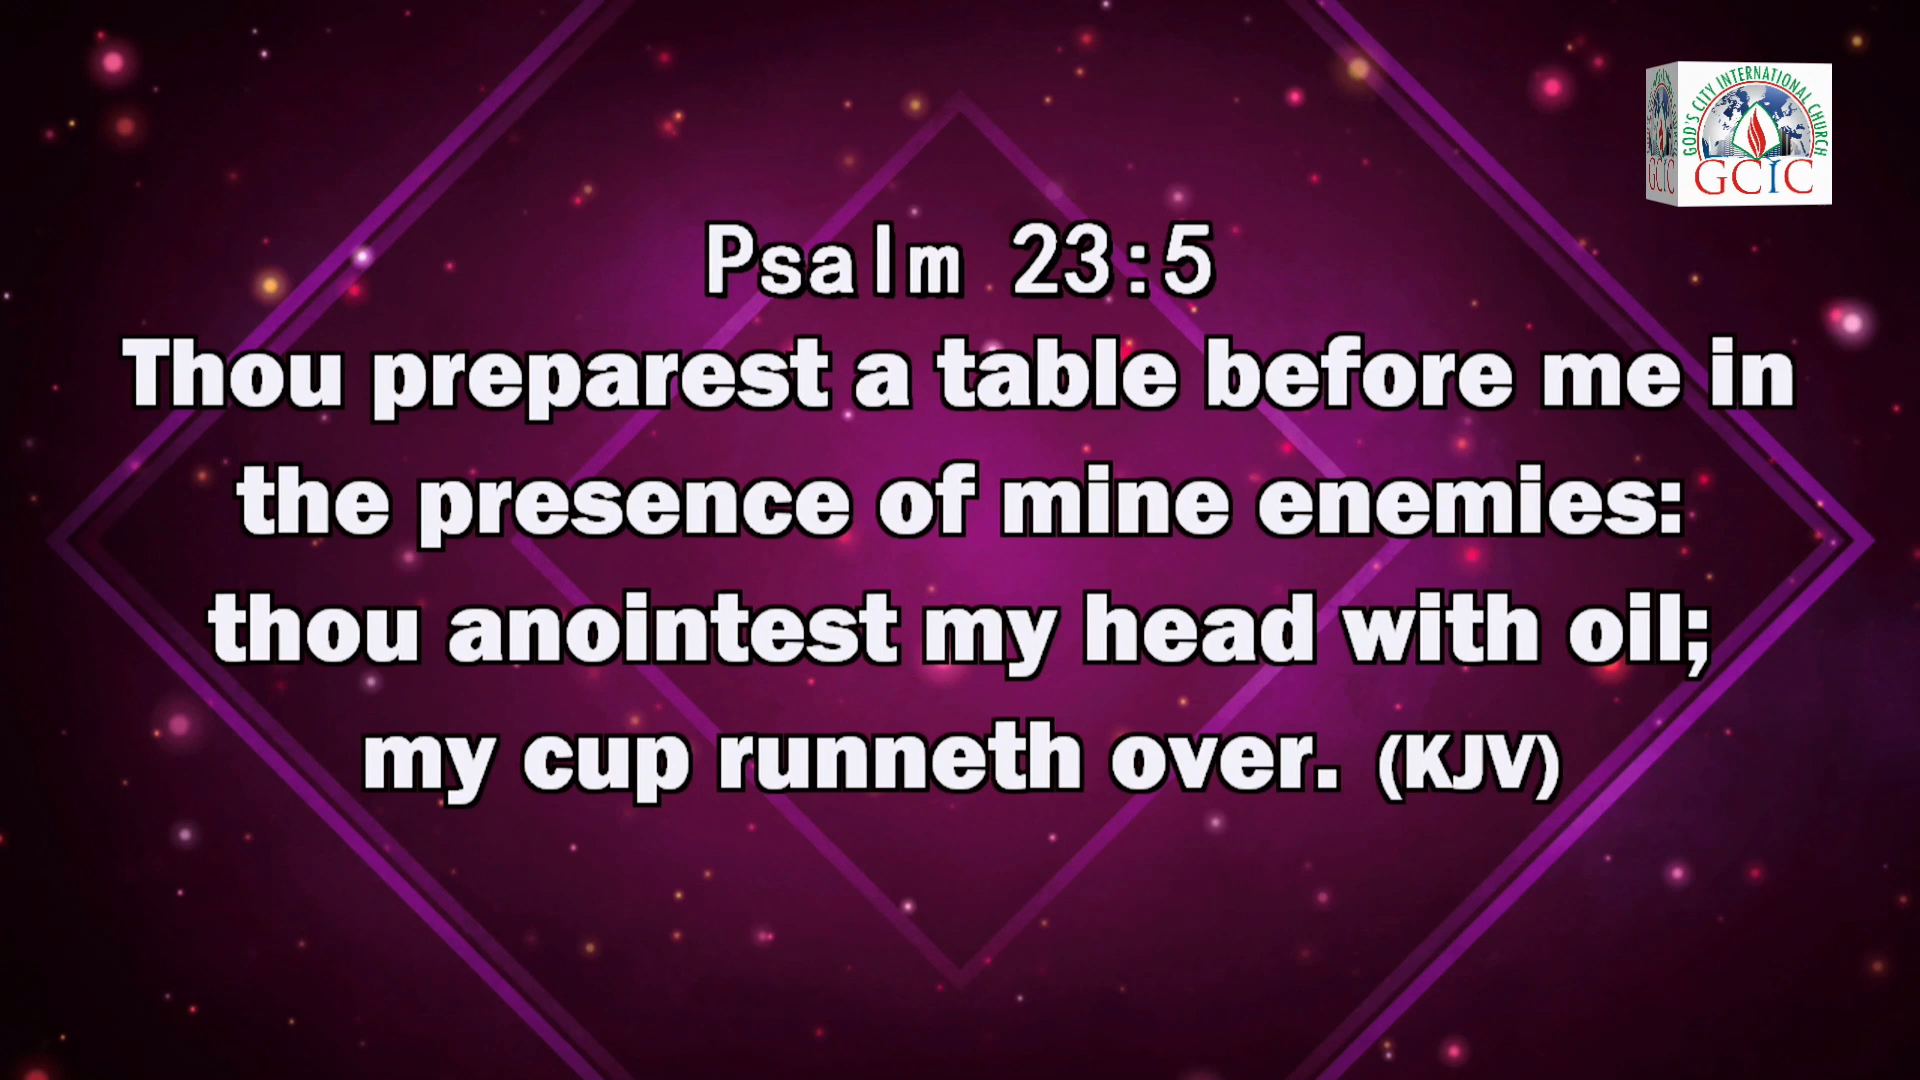 GOD'S CITY INTERNATIONAL CHURCH
GCIC
GCIC
Psalm 23:5
Thou preparest a table before me in
the presence of mine enemies:
thou anointest my head with oil;
my cup runneth over. (KJV)